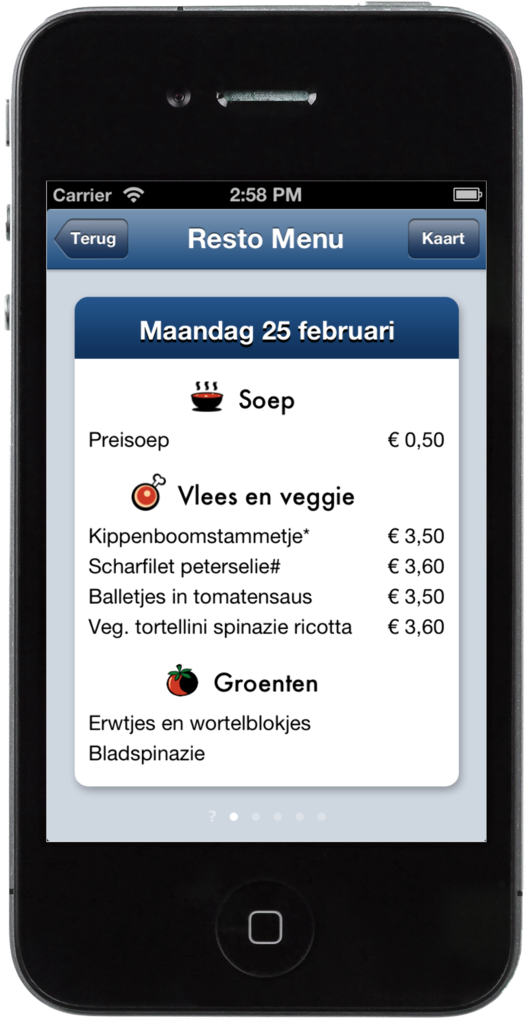 Carrier 2:58 PM
Terug Resto Menu Kaart
Maandag 25 februari
Soep
Preisoep € 0,50
Vlees en veggie
Kippenboomstammetje* € 3,50
Scharfilet peterselie# € 3,60
Balletjes in tomatensaus € 3,50
Veg. tortellini spinazie ricotta € 3,60
Groenten
Erwtjes en wortelblokjes
Bladspinazie
?